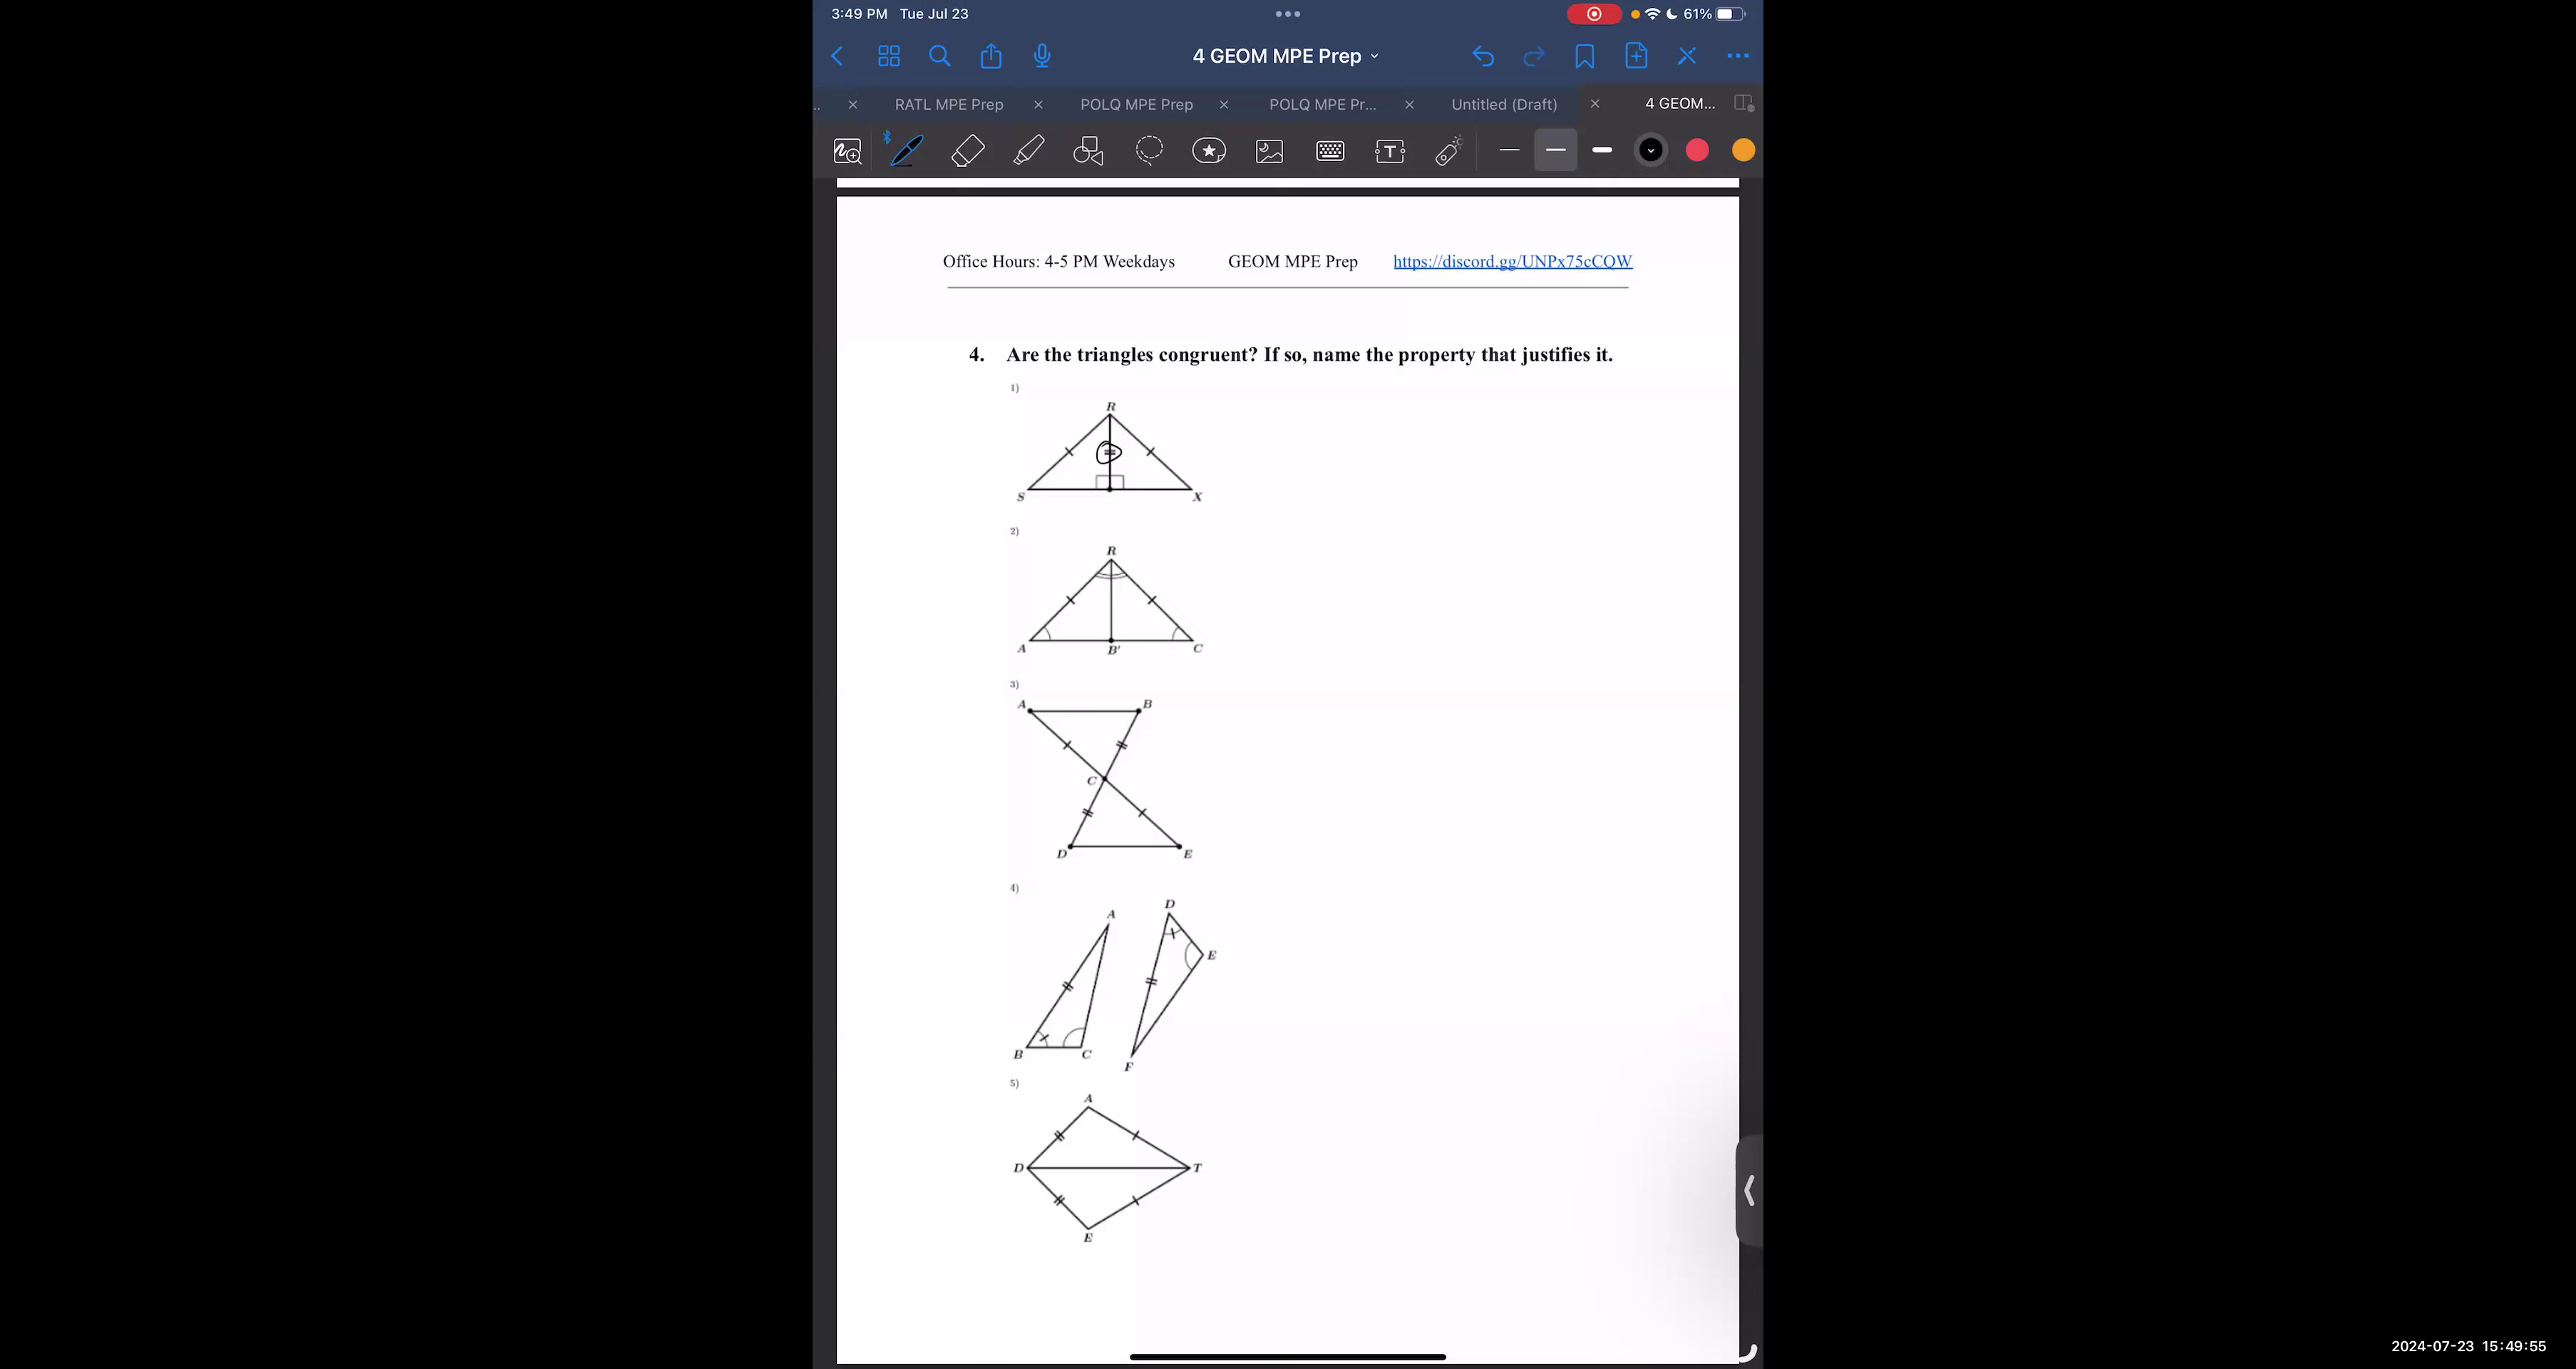 3:49 PM Tue Jul 23
61%
4 GEOM MPE Prep
.. RATL MPE Prep POLQ MPE Prep POLQ MPE Pr... Untitled (Draft) 4 GEOM...
T
Office Hours: 4-5 PM Weekdays GEOM MPE Prep https://discord.gg/UNPx75cCQW
4. Are the triangles congruent? If so, name the property that justifies it.
1)
R
S X
2)
R
A B' C
3)
A B
C
D E
4)
A D
E
B C
F
5)
A
D T
E
2024-07-23 15:49:55